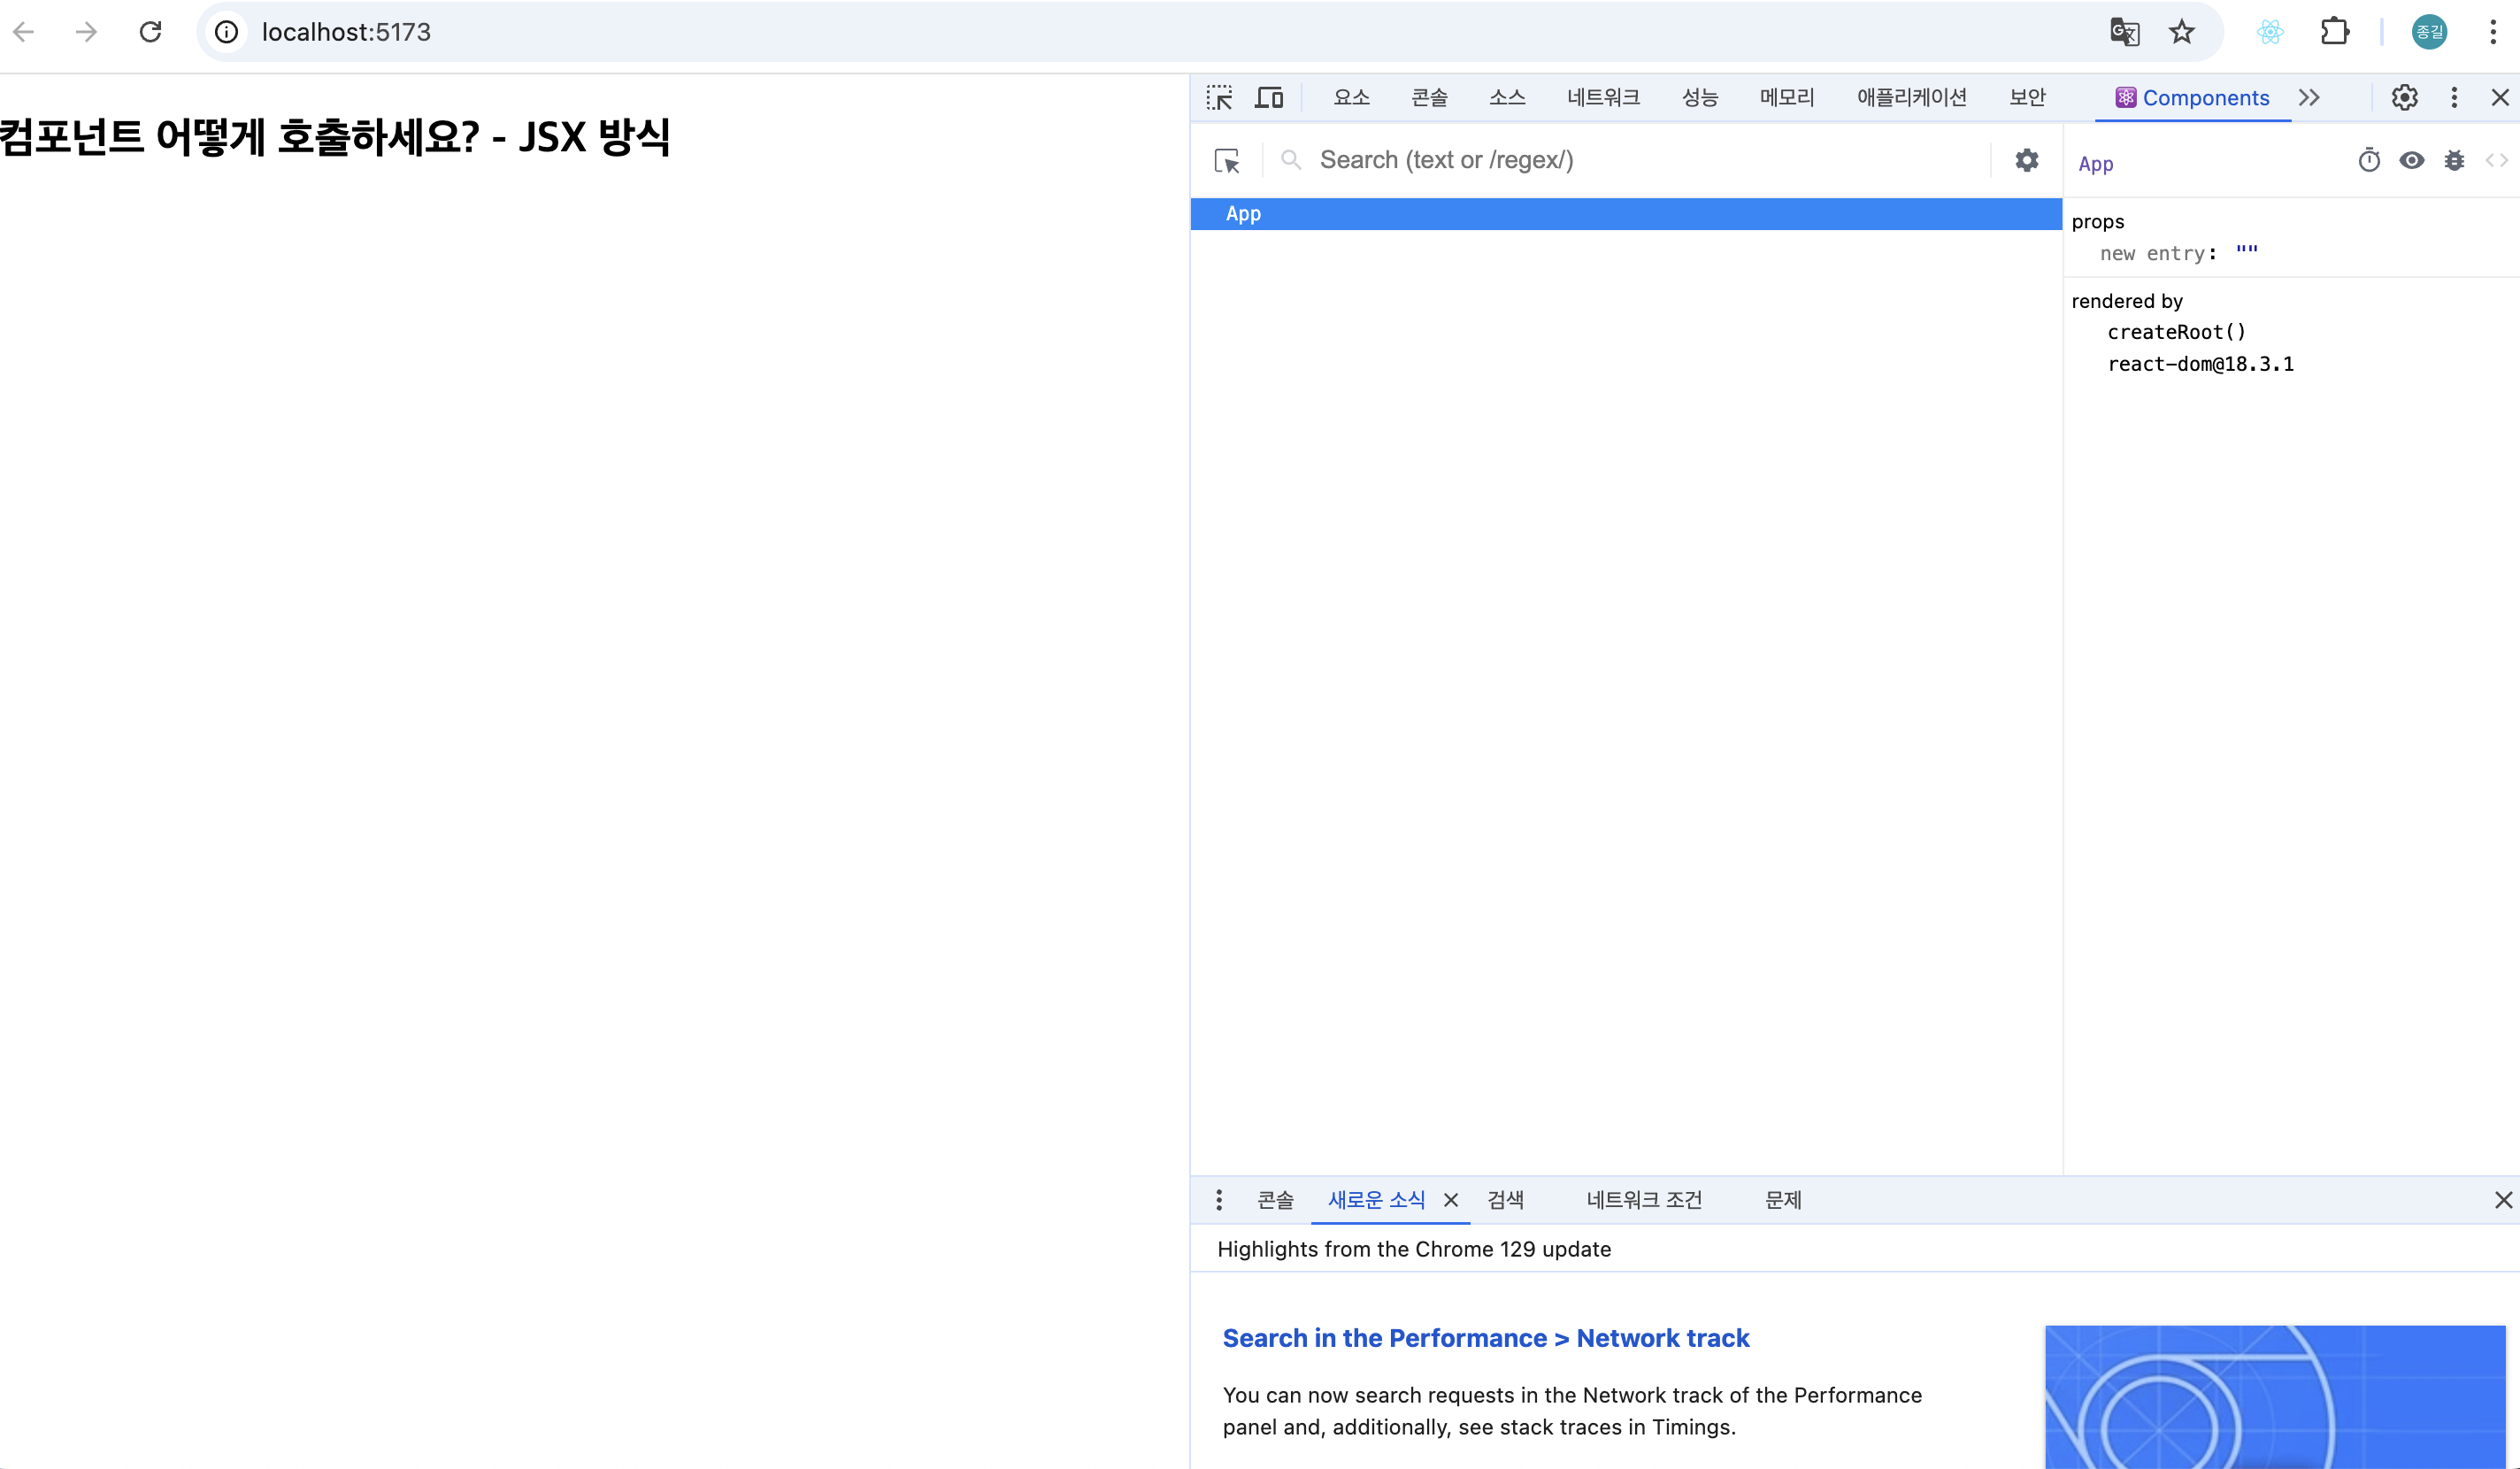 localhost:5173
종길
컴포넌트 어떻게 호출하세요? - JSX 방식
요소 콘솔 소스 네트워크 성능 메모리 애플리케이션 보안 Components
Search (text or /regex/)
App
App
props
new entry: ""
rendered by
createRoot()
react-dom@18.3.1
콘솔 새로운 소식 검색 네트워크 조건 문제
Highlights from the Chrome 129 update
Search in the Performance > Network track
You can now search requests in the Network track of the Performance
panel and, additionally, see stack traces in Timings.